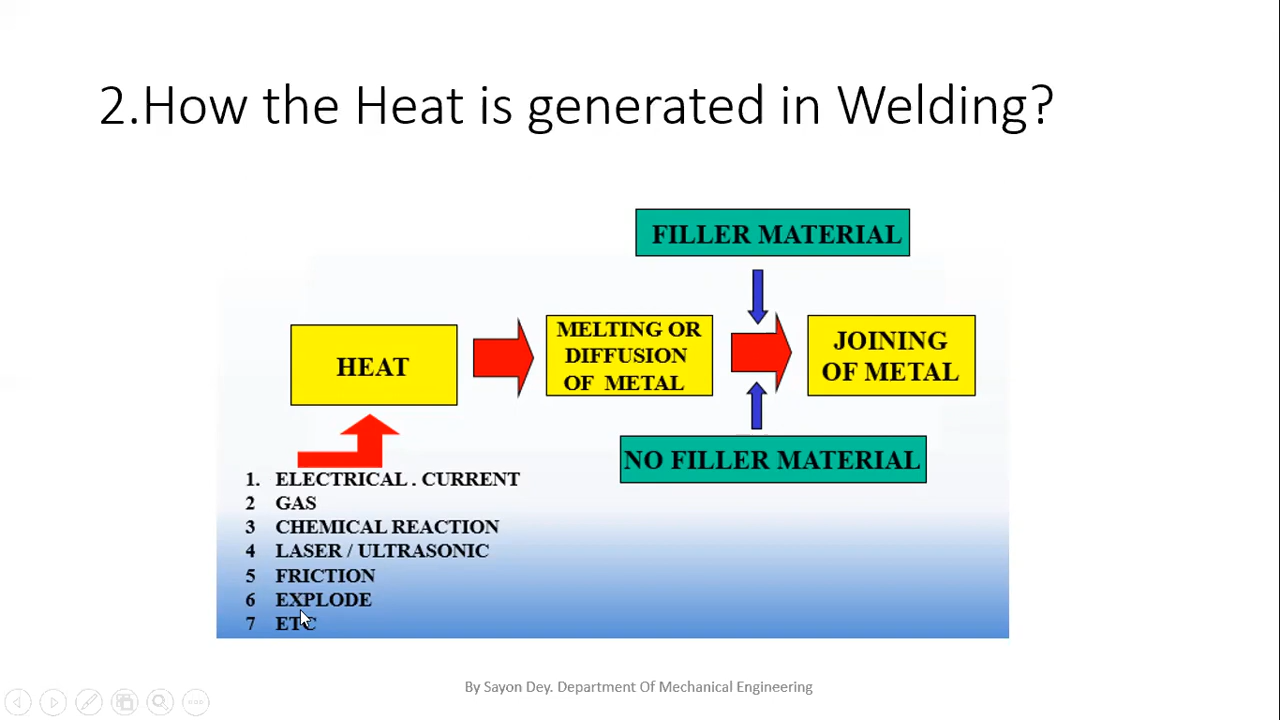 2.How the Heat is generated in Welding?
FILLER MATERIAL
HEAT
MELTING OR
DIFFUSION
OF METAL
JOINING
OF METAL
NO FILLER MATERIAL
1. ELECTRICAL . CURRENT
2 GAS
3 CHEMICAL REACTION
4 LASER / ULTRASONIC
5 FRICTION
6 EXPLODE
7 ETC
By Sayon Dey. Department Of Mechanical Engineering